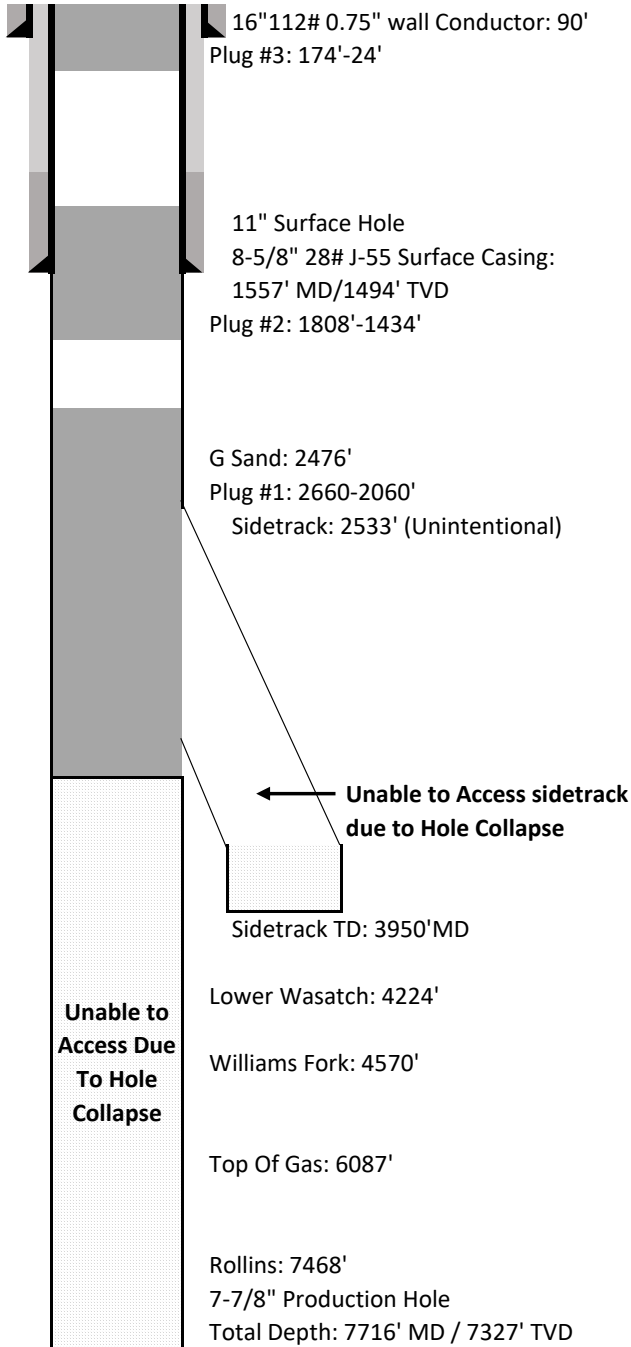 16"112# 0.75" wall Conductor: 90'
Plug #3: 174'-24'
11" Surface Hole
8-5/8" 28# J-55 Surface Casing:
1557' MD/1494' TVD
Plug #2: 1808'-1434'
G Sand: 2476'
Plug #1: 2660-2060'
Sidetrack: 2533' (Unintentional)
Unable to Access sidetrack
due to Hole Collapse
Sidetrack TD: 3950'MD
Lower Wasatch: 4224'
Unable to
Access Due
To Hole
Collapse
Williams Fork: 4570'
Top Of Gas: 6087'
Rollins: 7468'
7-7/8" Production Hole
Total Depth: 7716' MD / 7327' TVD